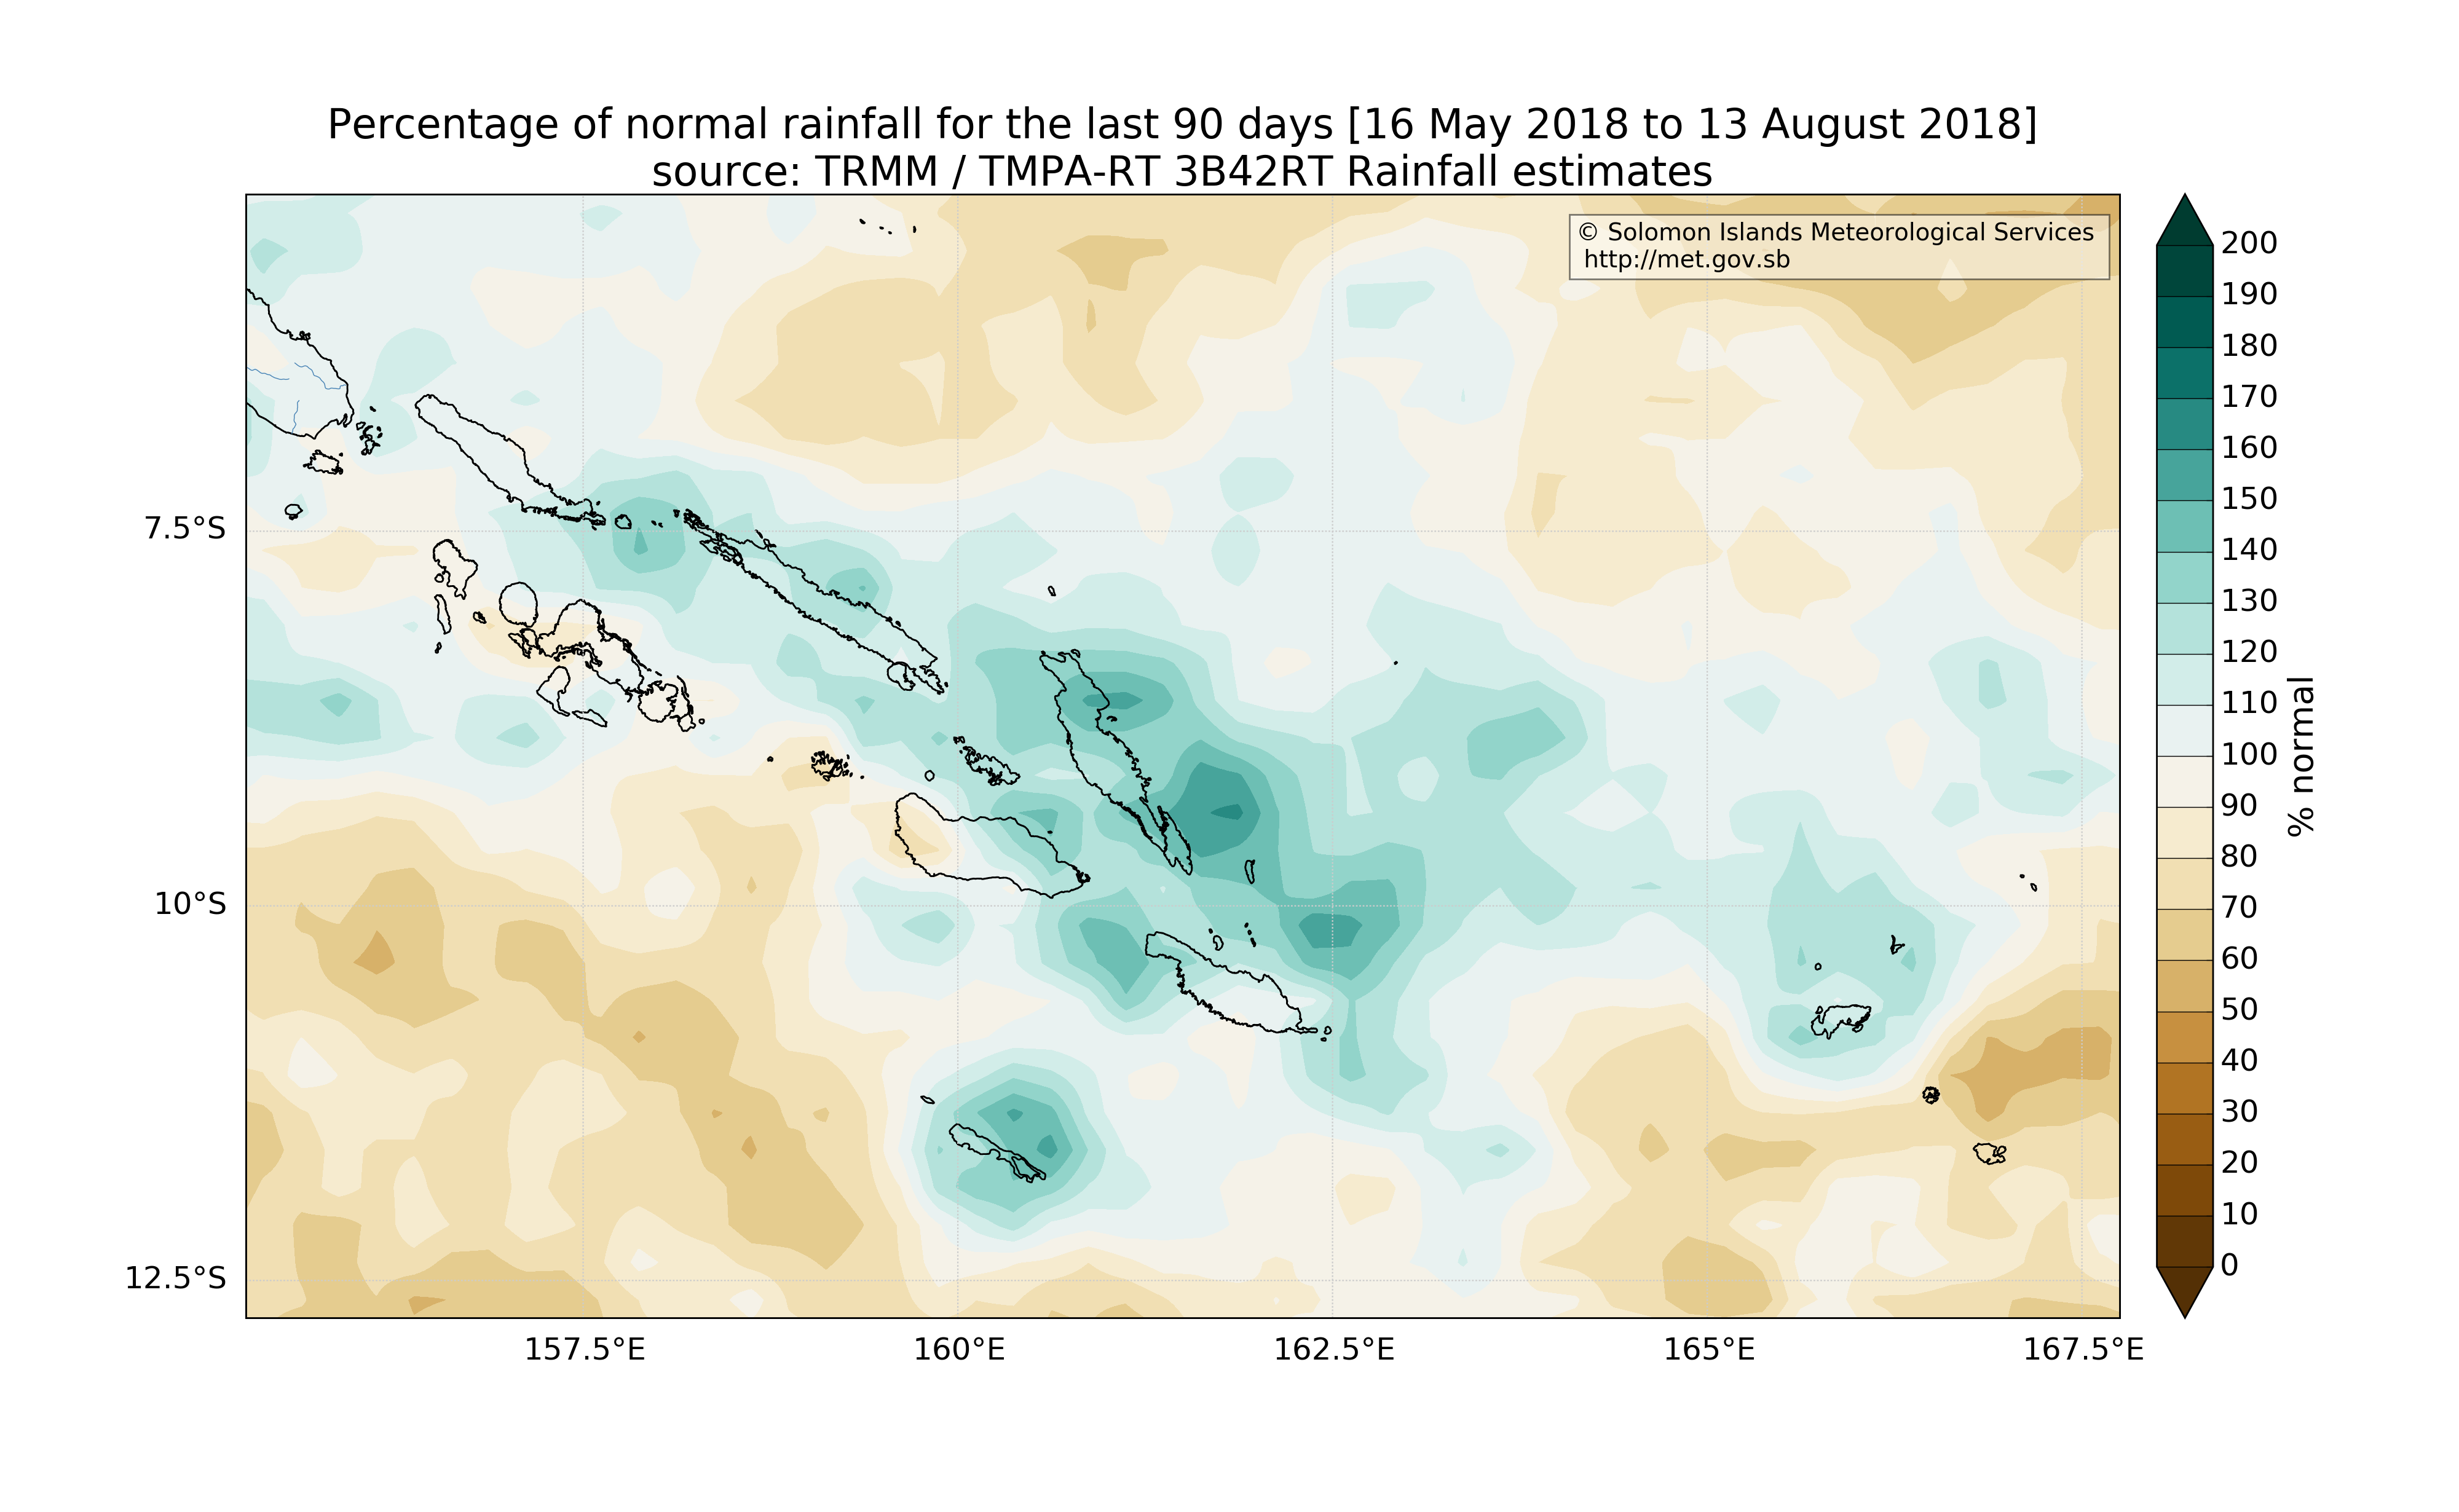 Percentage of normal rainfall for the last 90 days [16 May 2018 to 13 August 2018]
source: TRMM / TMPA-RT 3B42RT Rainfall estimates
© Solomon Islands Meteorological Services
http://met.gov.sb
7.5°S
10°S
12.5°S
157.5°E
160°E
162.5°E
165°E
167.5°E
200
190
180
170
160
150
140
130
120
110
100
90
80
70
60
50
40
30
20
10
0
% normal